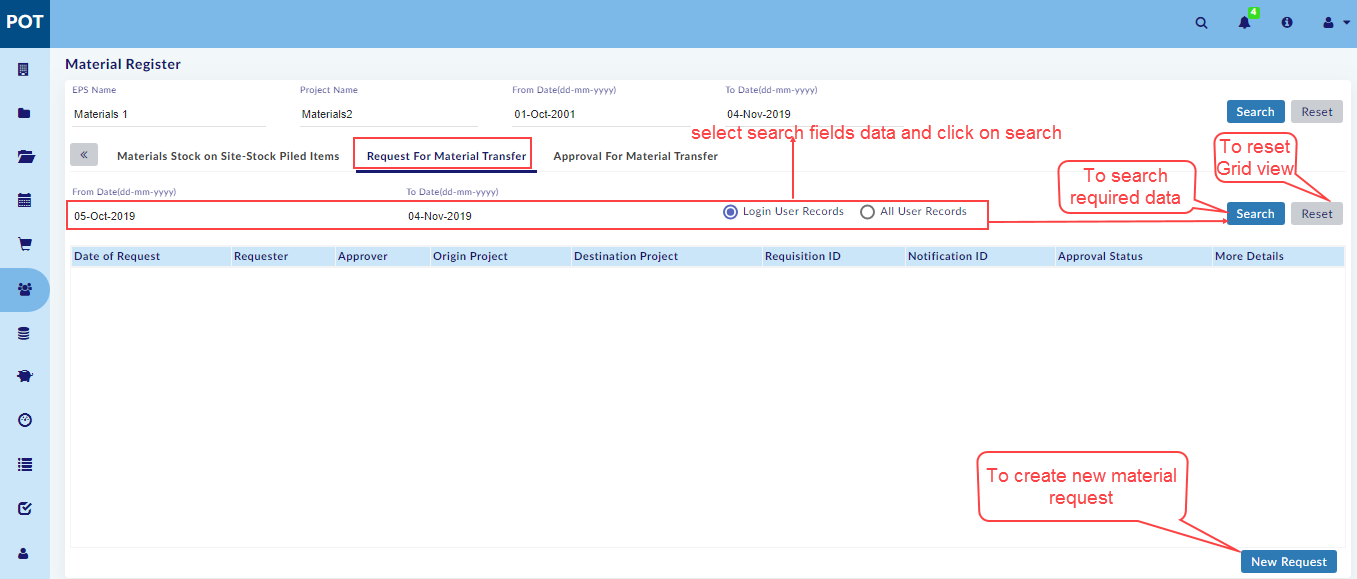 POT
4
Material Register
EPS Name
Project Name
From Date(dd-mm-yyyy)
To Date(dd-mm-yyyy)
Materials 1
Materials2
01-Oct-2001
04-Nov-2019
Search
Reset
select search fields data and click on search
«
Materials Stock on Site-Stock Piled Items
Request For Material Transfer
Approval For Material Transfer
To reset
Grid view
To search
required data
From Date(dd-mm-yyyy)
To Date(dd-mm-yyyy)
05-Oct-2019
04-Nov-2019
Login User Records
All User Records
Search
Reset
Date of Request
Requester
Approver
Origin Project
Destination Project
Requisition ID
Notification ID
Approval Status
More Details
To create new material
request
New Request